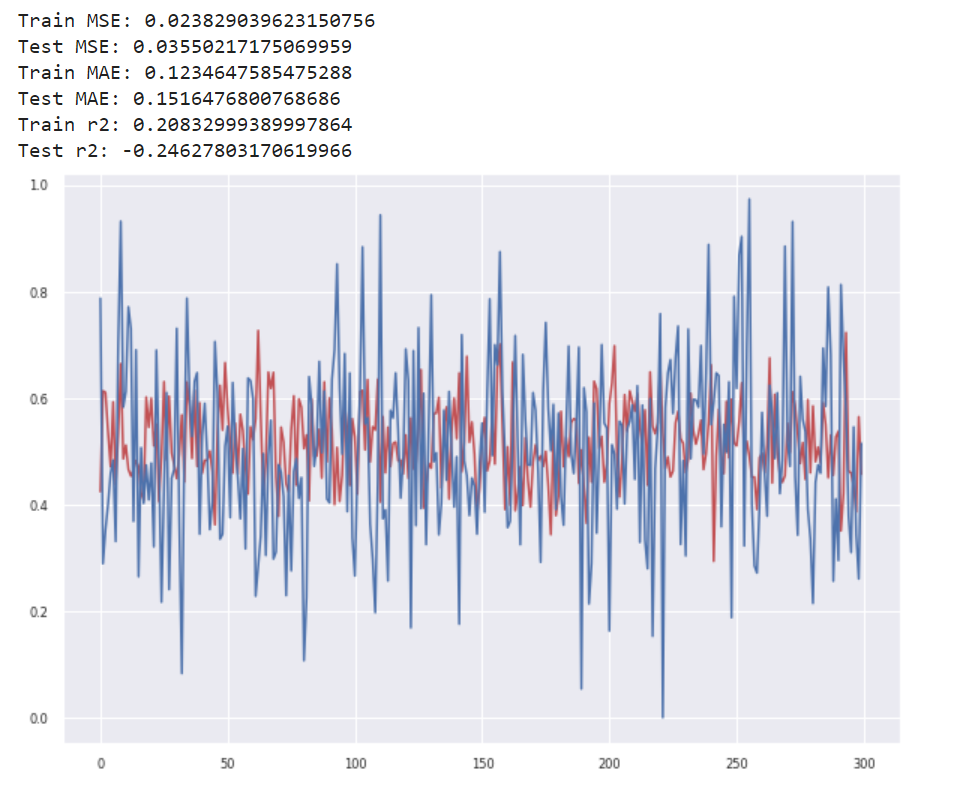 Train MSE: 0.023829039623150756
Test MSE: 0.03550217175069959
Train MAE: 0.1234647585475288
Test MAE: 0.1516476800768686
Train r2: 0.20832999389997864
Test r2: -0.24627803170619966
1.0
0.8
0.6
0.4
0.2
0.0
0 50 100 150 200 250 300